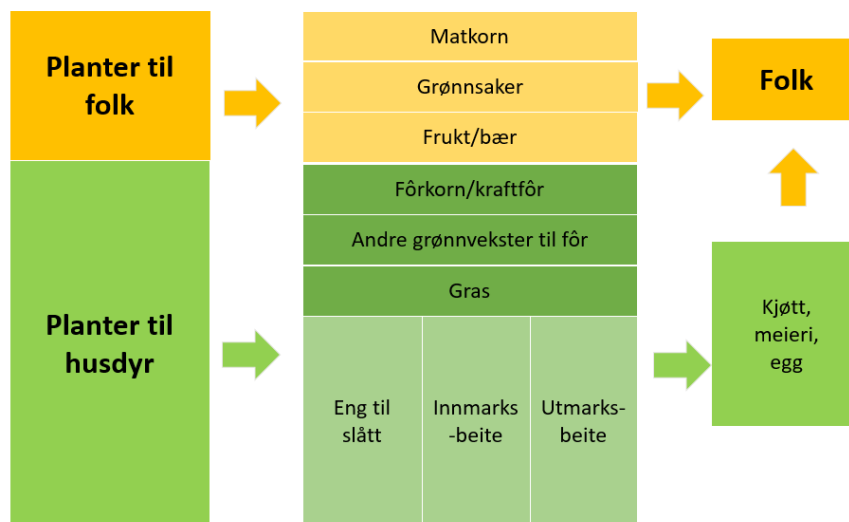 Planter til
folk
Matkorn
Grønnsaker
Frukt/bær
Folk
Planter til
husdyr
Fôrkorn/kraftfôr
Andre grønnvekster til fôr
Gras
Eng til
slått
Innmarks
-beite
Utmarks-
beite
Kjøtt,
meieri,
egg